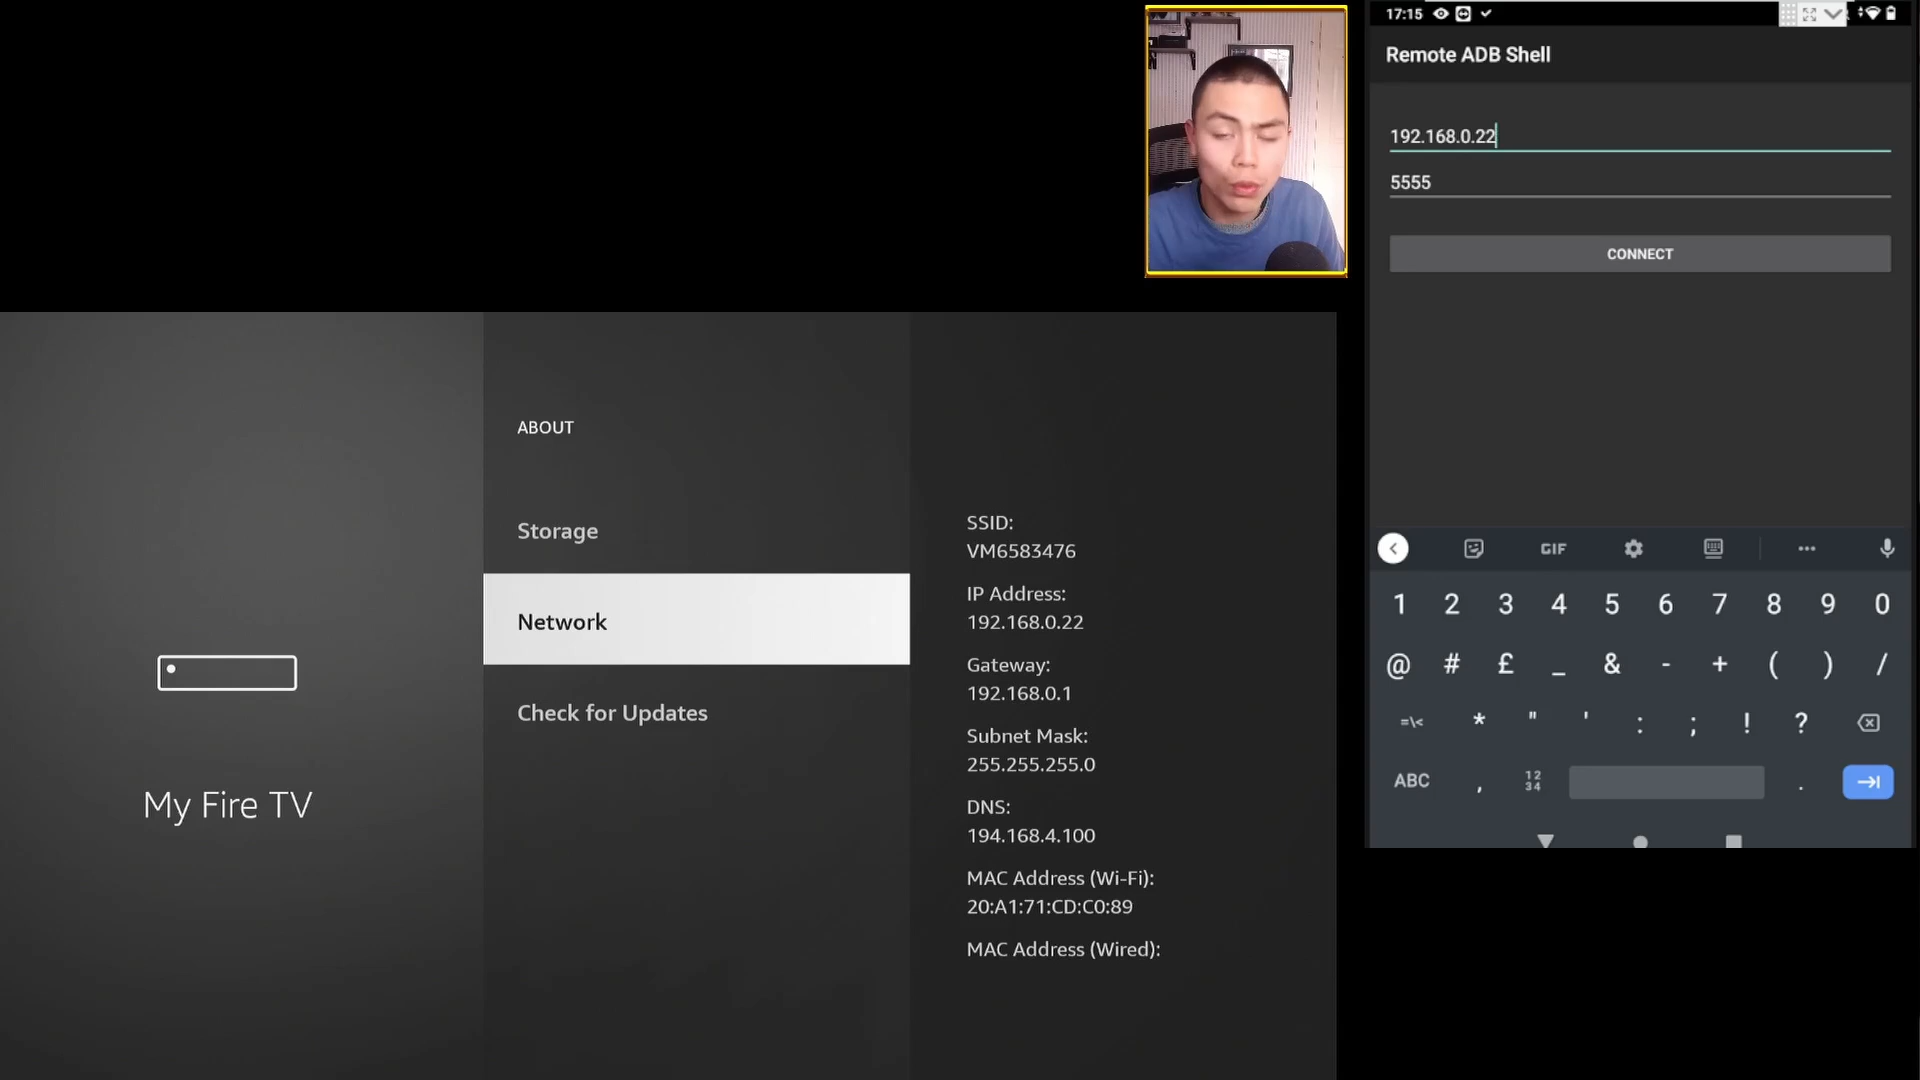 17:15
Remote ADB Shell
192.168.0.22
5555
CONNECT
GIF
1 2 3 4 5 6 7 8 9 0
@ # £ _ & - + ( ) /
=\< * " ' : ; ! ?
ABC , 12 34 .
My Fire TV
ABOUT
Storage
Network
Check for Updates
SSID:
VM6583476
IP Address:
192.168.0.22
Gateway:
192.168.0.1
Subnet Mask:
255.255.255.0
DNS:
194.168.4.100
MAC Address (Wi-Fi):
20:A1:71:CD:C0:89
MAC Address (Wired):